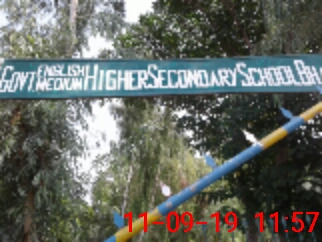 GOVT ENGLISH MEDIUM HIGHER SECONDARY SCHOOL
11-09-19 11:57